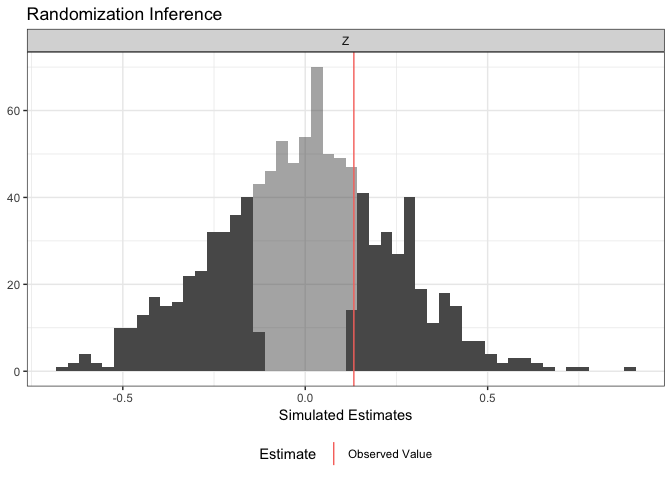 Randomization Inference
Z
60
40
20
0
-0.5
0.0
0.5
Simulated Estimates
Estimate
Observed Value